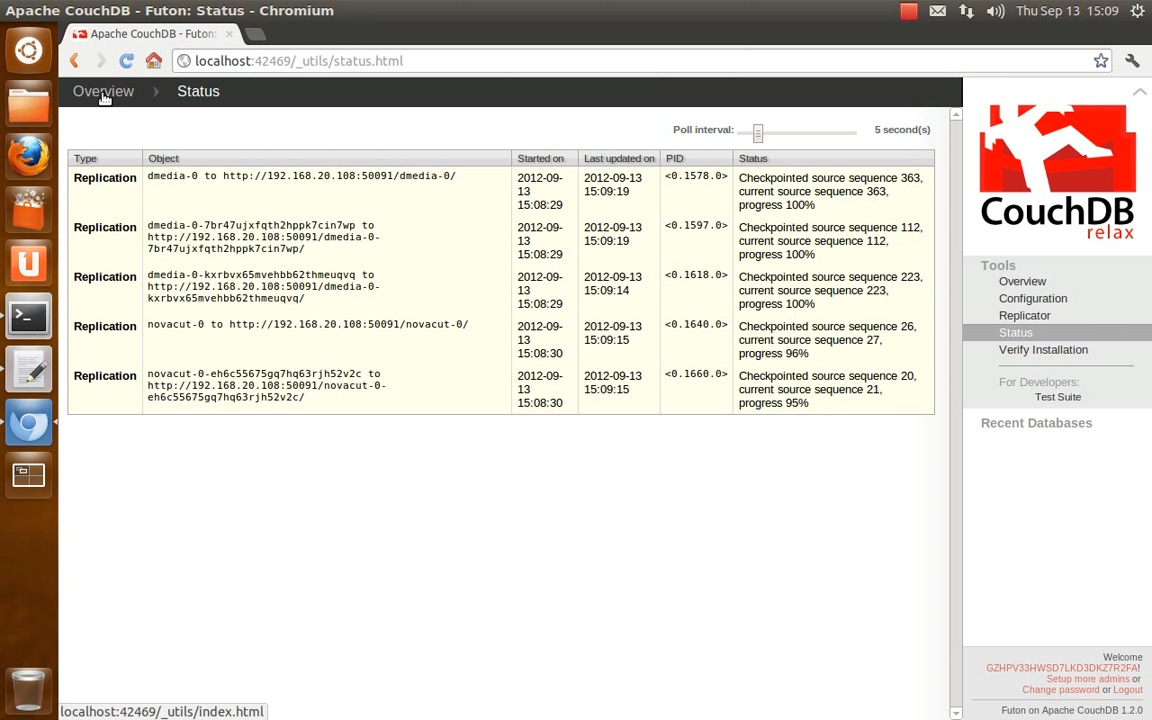 Apache CouchDB - Futon: Status - Chromium
Thu Sep 13 15:09
Apache CouchDB - Futon:
localhost:42469/_utils/status.html
Overview Status
Poll interval: 5 second(s)
Type Object Started on Last updated on PID Status
Replication dmedia-0 to http://192.168.20.108:50091/dmedia-0/ 2012-09- 2012-09-13 <0.1578.0> Checkpointed source sequence 363,
13 15:09:19 current source sequence 363,
15:08:29 progress 100%
Replication dmedia-0-7br47ujxfqth2hppk7cin7wp to 2012-09- 2012-09-13 <0.1597.0> Checkpointed source sequence 112,
http://192.168.20.108:50091/dmedia-0- 13 15:09:19 current source sequence 112,
7br47ujxfqth2hppk7cin7wp/ 15:08:29 progress 100%
Replication dmedia-0-kxrbvx65mvehbb62thmeuqvq to 2012-09- 2012-09-13 <0.1618.0> Checkpointed source sequence 223,
http://192.168.20.108:50091/dmedia-0- 13 15:09:14 current source sequence 223,
kxrbvx65mvehbb62thmeuqvq/ 15:08:29 progress 100%
Replication novacut-0 to http://192.168.20.108:50091/novacut-0/ 2012-09- 2012-09-13 <0.1640.0> Checkpointed source sequence 26,
13 15:09:15 current source sequence 27,
15:08:30 progress 96%
Replication novacut-0-eh6c55675gq7hq63rjh52v2c to 2012-09- 2012-09-13 <0.1660.0> Checkpointed source sequence 20,
http://192.168.20.108:50091/novacut-0- 13 15:09:15 current source sequence 21,
eh6c55675gq7hq63rjh52v2c/ 15:08:30 progress 95%
CouchDB
relax
Tools
Overview
Configuration
Replicator
Status
Verify Installation
For Developers:
Test Suite
Recent Databases
Welcome
GZHPV33HWSD7LKD3DKZ7R2FA!
Setup more admins or
Change password or Logout
Futon on Apache CouchDB 1.2.0
localhost:42469/_utils/index.html